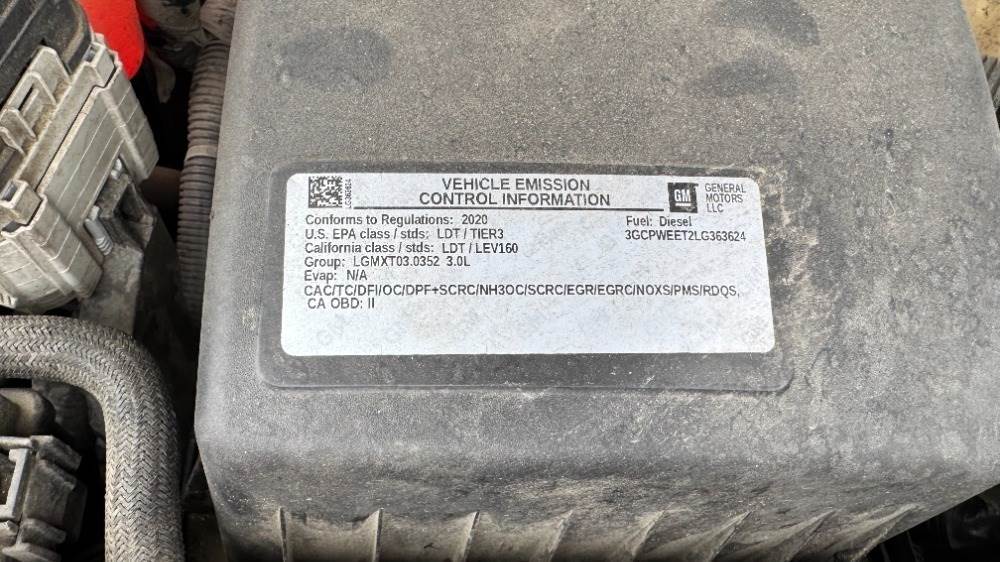 VEHICLE EMISSION
CONTROL INFORMATION
GM
GENERAL
MOTORS
LLC
Conforms to Regulations: 2020
Fuel: Diesel
U.S. EPA class / stds: LDT / TIER3
3GCPWEET2LG363624
California class / stds: LDT / LEV160
Group: LGMXT03.0352 3.0L
Evap: N/A
CAC/TC/DFI/OC/DPF+SCRC/NH3OC/SCRC/EGR/EGRC/NOXS/PMS/RDQS,
CA OBD: II